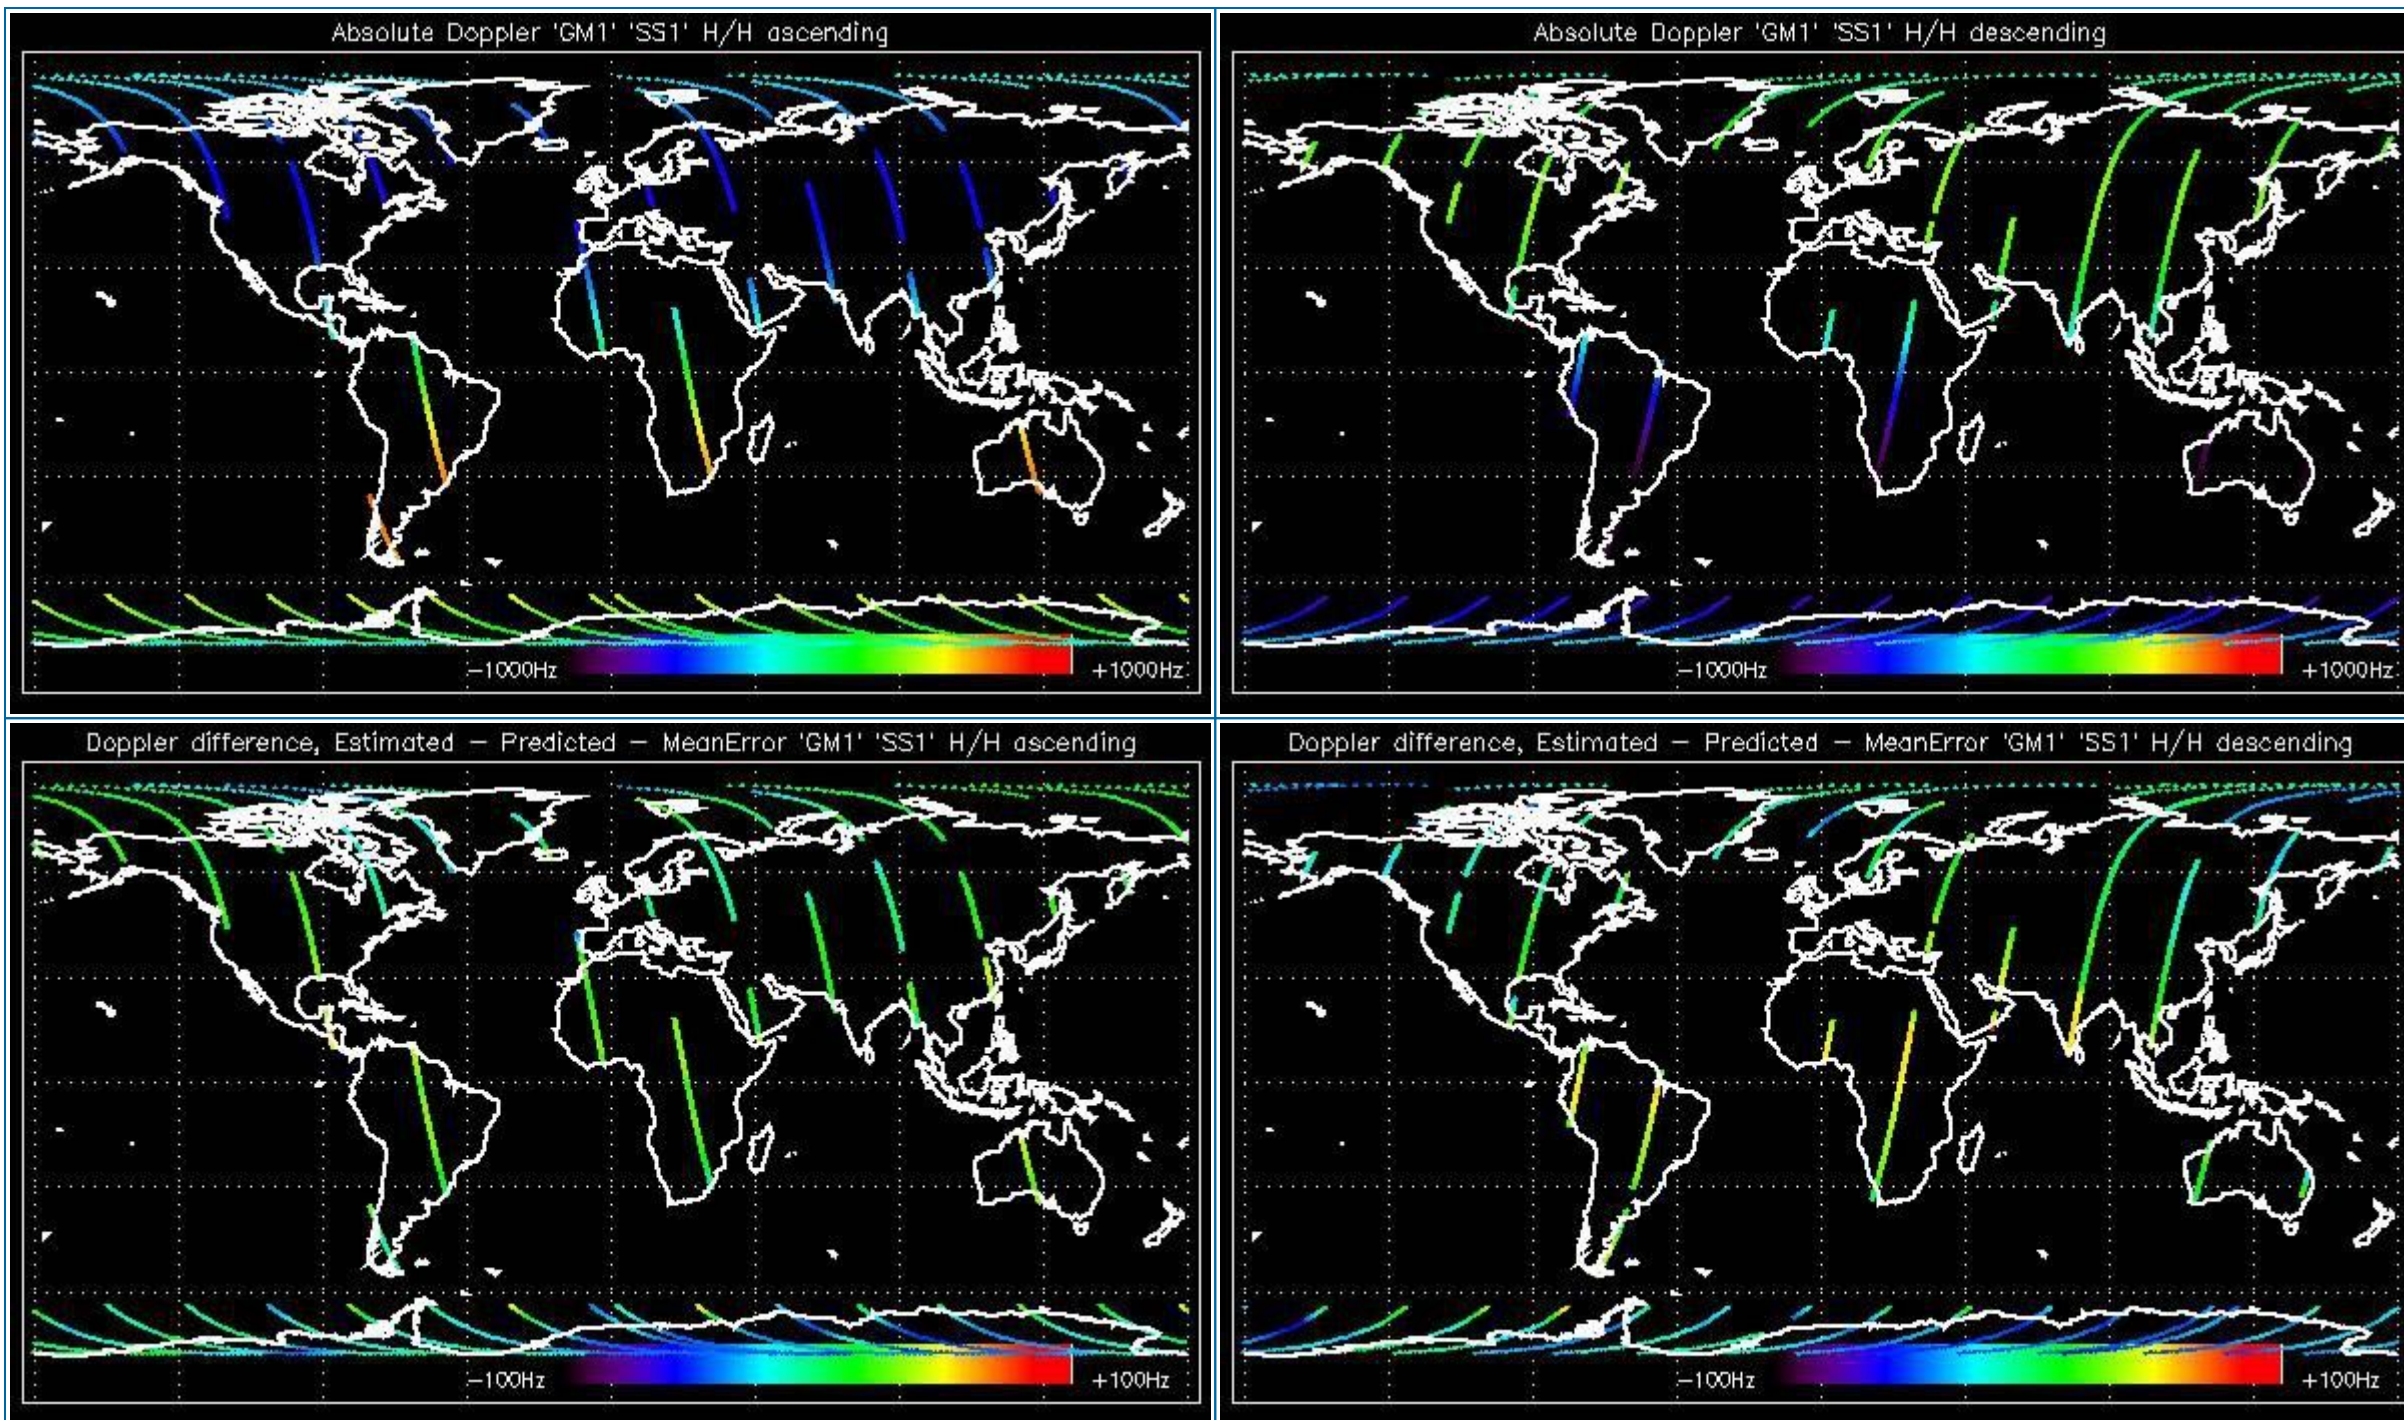 Absolute Doppler 'GM1' 'SS1' H/H ascending
−1000Hz
+1000Hz
Absolute Doppler 'GM1' 'SS1' H/H descending
−1000Hz
+1000Hz
Doppler difference, Estimated − Predicted − MeanError 'GM1' 'SS1' H/H ascending
−100Hz
+100Hz
Doppler difference, Estimated − Predicted − MeanError 'GM1' 'SS1' H/H descending
−100Hz
+100Hz